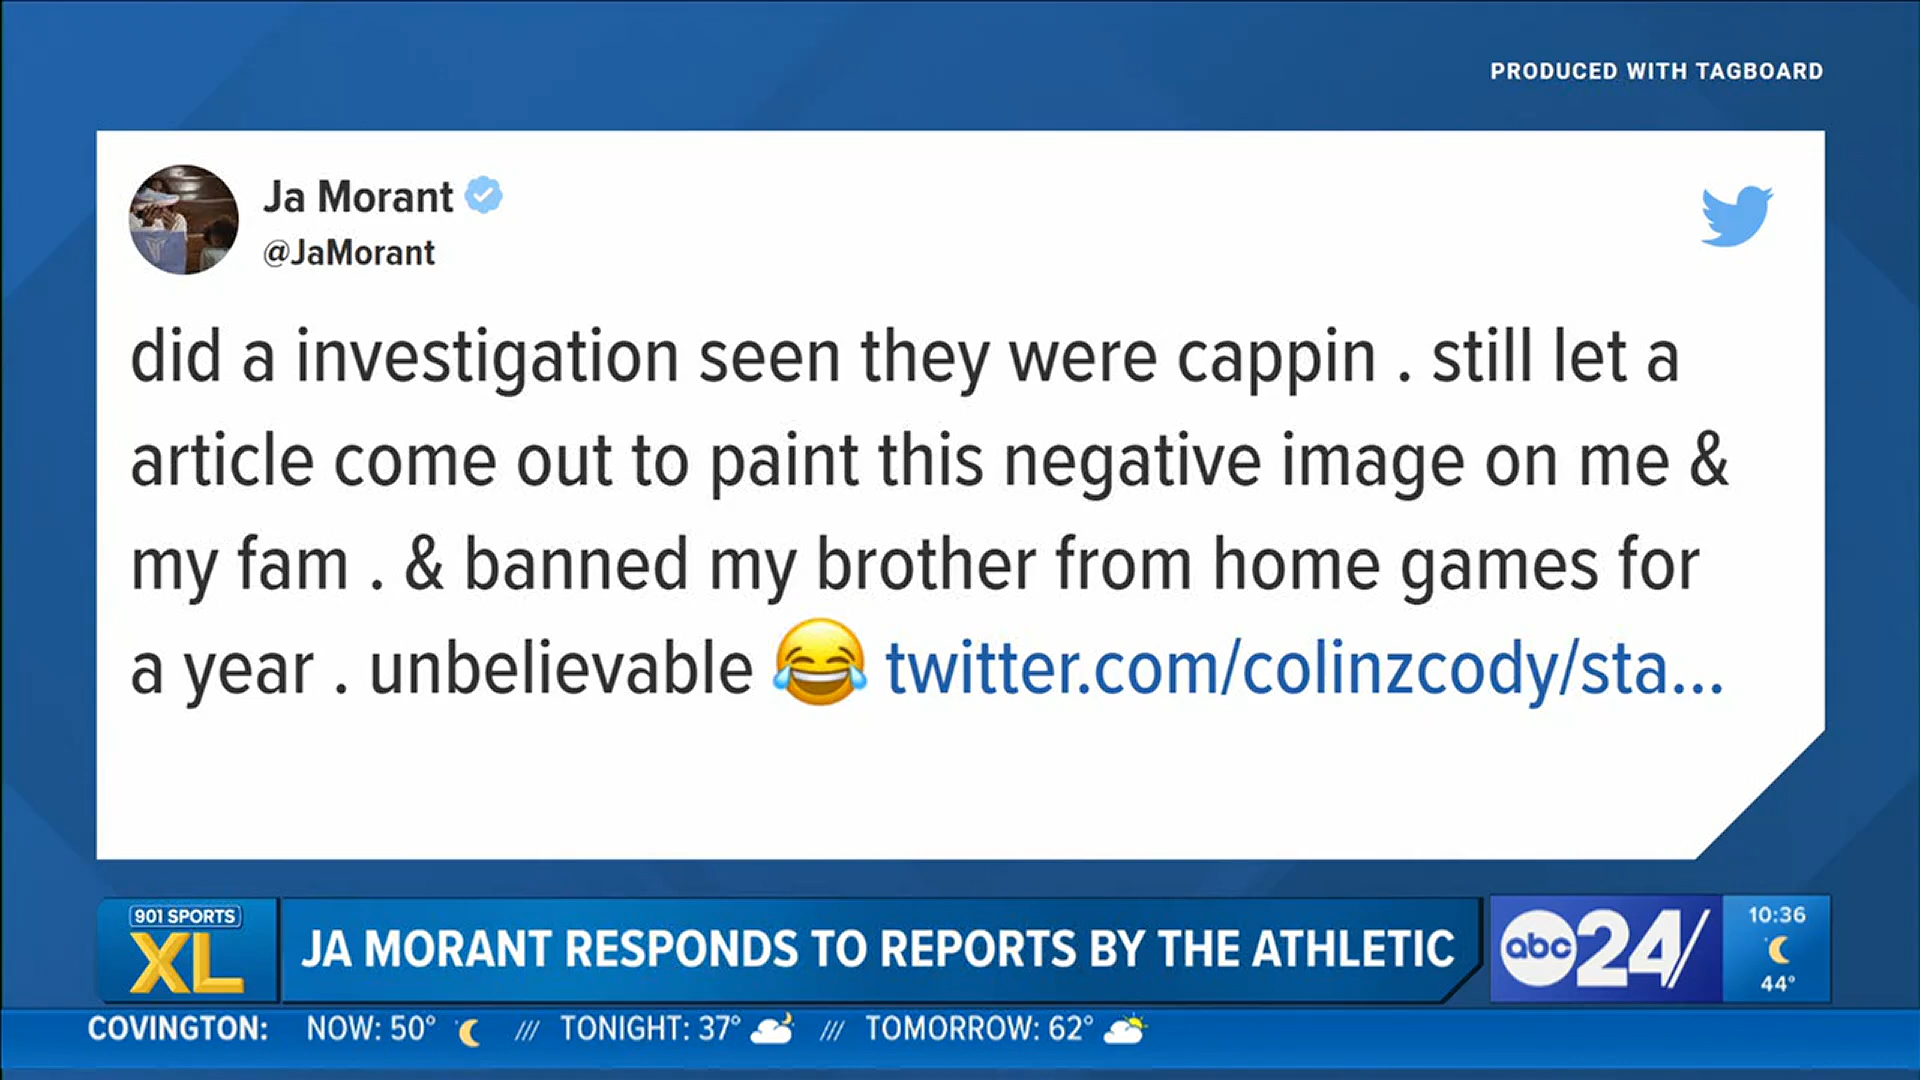 PRODUCED WITH TAGBOARD
Ja Morant
@JaMorant
did a investigation seen they were cappin . still let a
article come out to paint this negative image on me &
my fam . & banned my brother from home games for
a year . unbelievable 😂 twitter.com/colinzcody/sta...
901 SPORTS
XL
JA MORANT RESPONDS TO REPORTS BY THE ATHLETIC
abc 24/
10:36
44°
COVINGTON: NOW: 50° /// TONIGHT: 37° /// TOMORROW: 62°